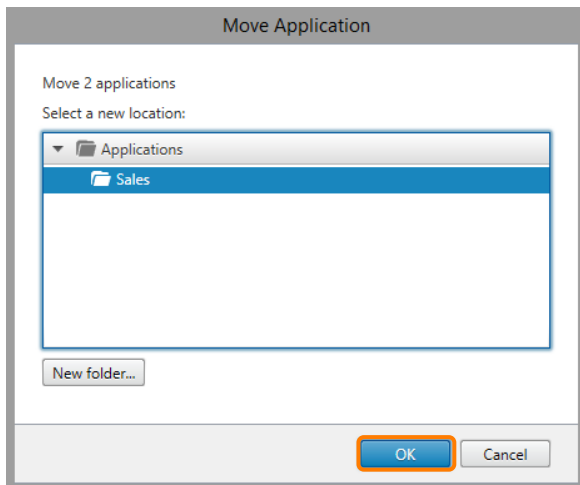 Move Application
Move 2 applications
Select a new location:
Applications
Sales
New folder...
OK
Cancel